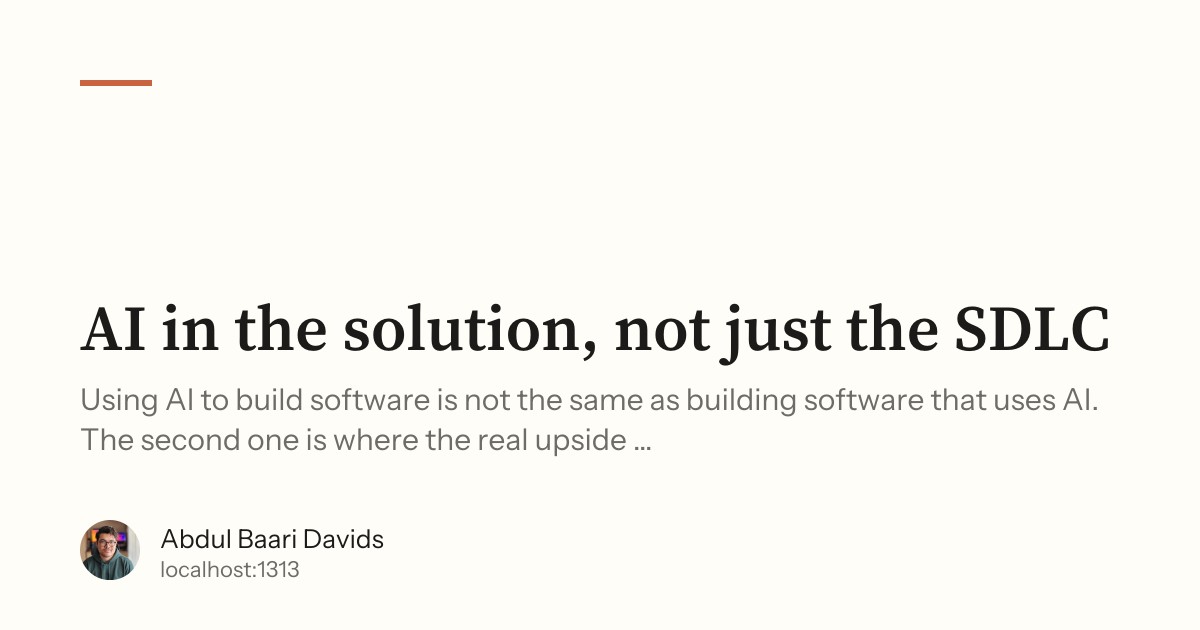 AI in the solution, not just the SDLC
Using AI to build software is not the same as building software that uses AI.
The second one is where the real upside ...
Abdul Baari Davids
localhost:1313